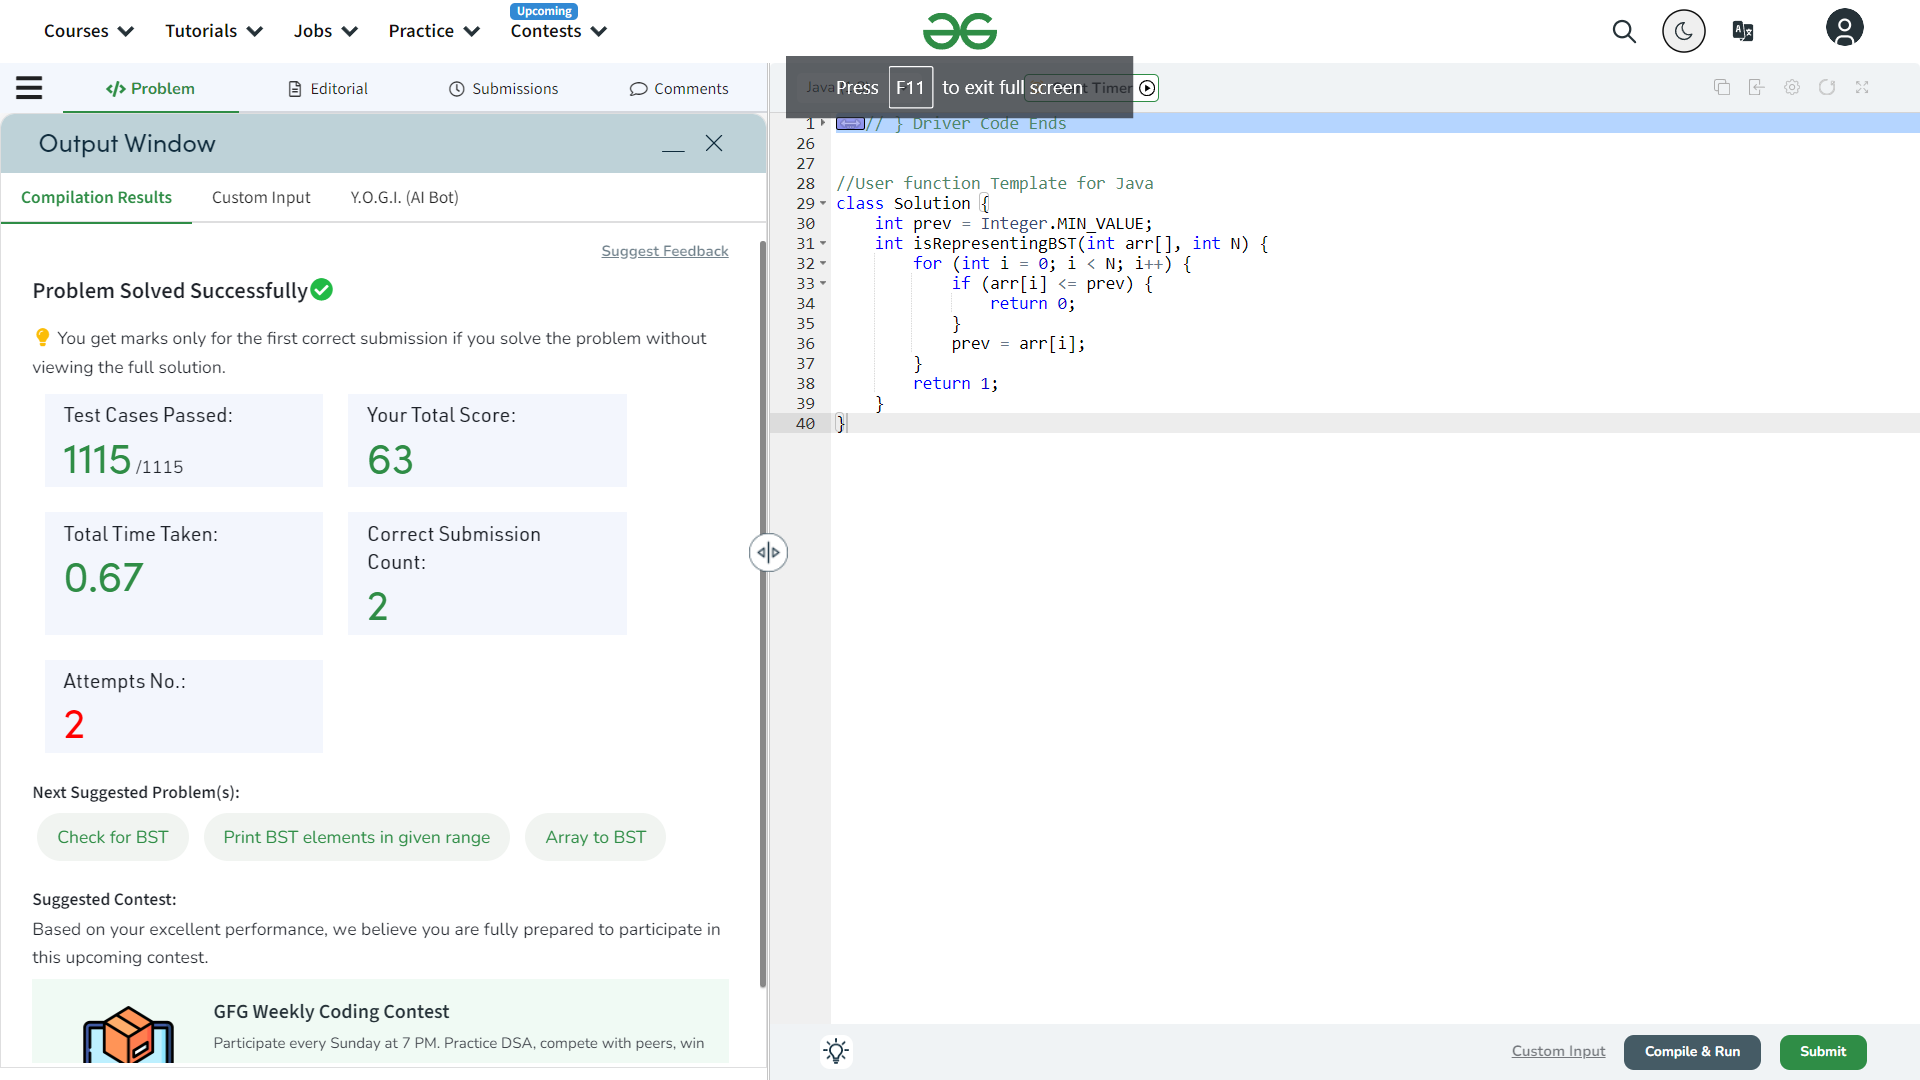 Courses
Tutorials
Jobs
Practice
Upcoming
Contests
Problem
Editorial
Submissions
Comments
Java
Timer
Press F11 to exit full screen
Output Window
Compilation Results
Custom Input
Y.O.G.I. (AI Bot)
Suggest Feedback
Problem Solved Successfully
You get marks only for the first correct submission if you solve the problem without
viewing the full solution.
Test Cases Passed:
1115 /1115
Your Total Score:
63
Total Time Taken:
0.67
Correct Submission
Count:
2
Attempts No.:
2
Next Suggested Problem(s):
Check for BST
Print BST elements in given range
Array to BST
Suggested Contest:
Based on your excellent performance, we believe you are fully prepared to participate in
this upcoming contest.
GFG Weekly Coding Contest
Participate every Sunday at 7 PM. Practice DSA, compete with peers, win
1 // } Driver Code Ends
26
27
28 //User function Template for Java
29 class Solution {
30 int prev = Integer.MIN_VALUE;
31 int isRepresentingBST(int arr[], int N) {
32 for (int i = 0; i < N; i++) {
33 if (arr[i] <= prev) {
34 return 0;
35 }
36 prev = arr[i];
37 }
38 return 1;
39 }
40 }
Custom Input
Compile & Run
Submit